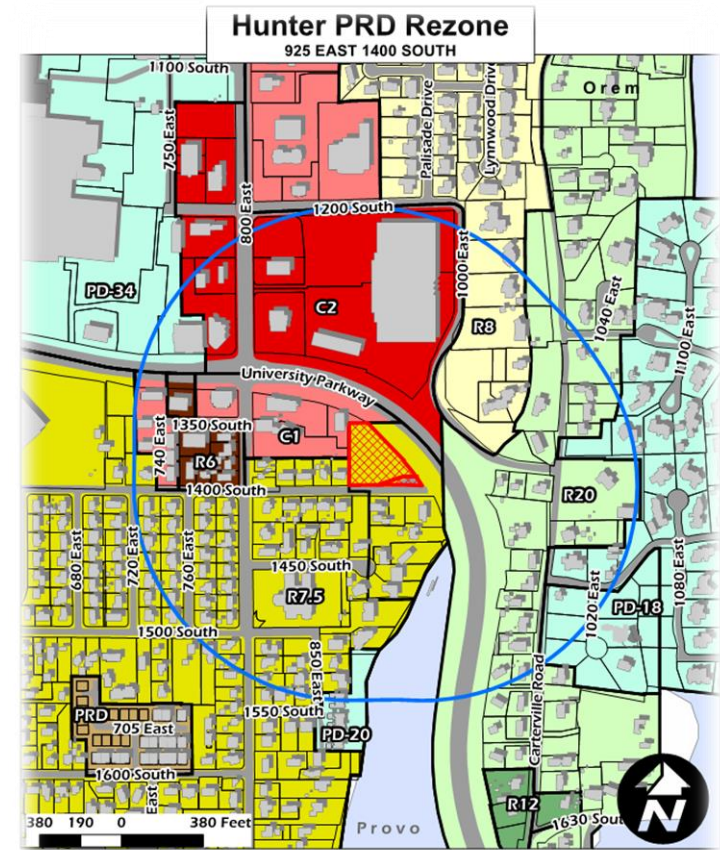 Hunter PRD Rezone
925 EAST 1400 SOUTH
1100 South
Orem
750 East
Palisade Drive
Lynnwood Drive
800 East
1200 South
1000 East
PD-34
C2
R8
1040 East
1100 East
University Parkway
1350 South
C1
740 East
R6
1400 South
R20
680 East
720 East
760 East
1450 South
R7.5
1020 East
1080 East
PD-18
1500 South
850 East
Carterville Road
1550 South
PRD
705 East
PD-20
1600 South
East
R12
380 190 0 380 Feet
Provo
1630 Sout
N